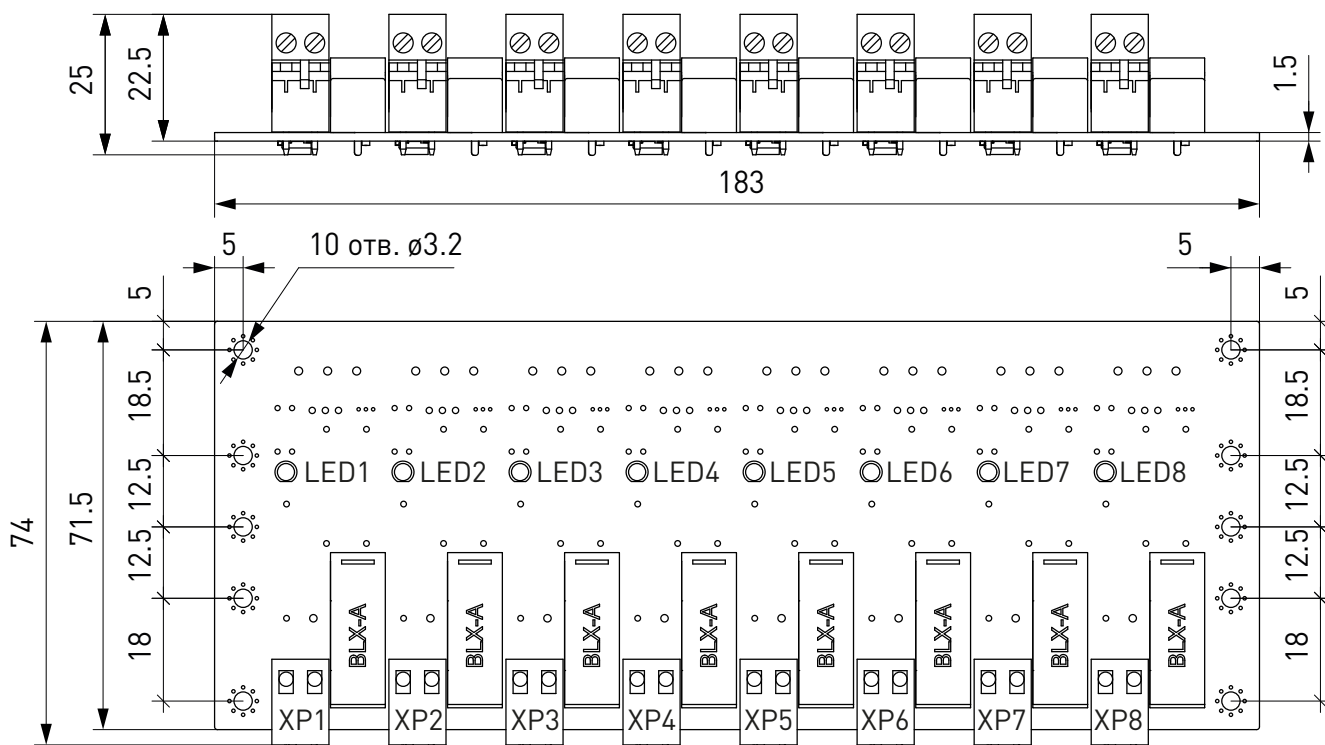 25
22.5
1.5
183
5
10 отв. ø3.2
5
5
5
18.5
18.5
LED1
LED2
LED3
LED4
LED5
LED6
LED7
LED8
12.5
12.5
74
71.5
12.5
12.5
BLX-A
BLX-A
BLX-A
BLX-A
BLX-A
BLX-A
BLX-A
BLX-A
18
18
XP1
XP2
XP3
XP4
XP5
XP6
XP7
XP8